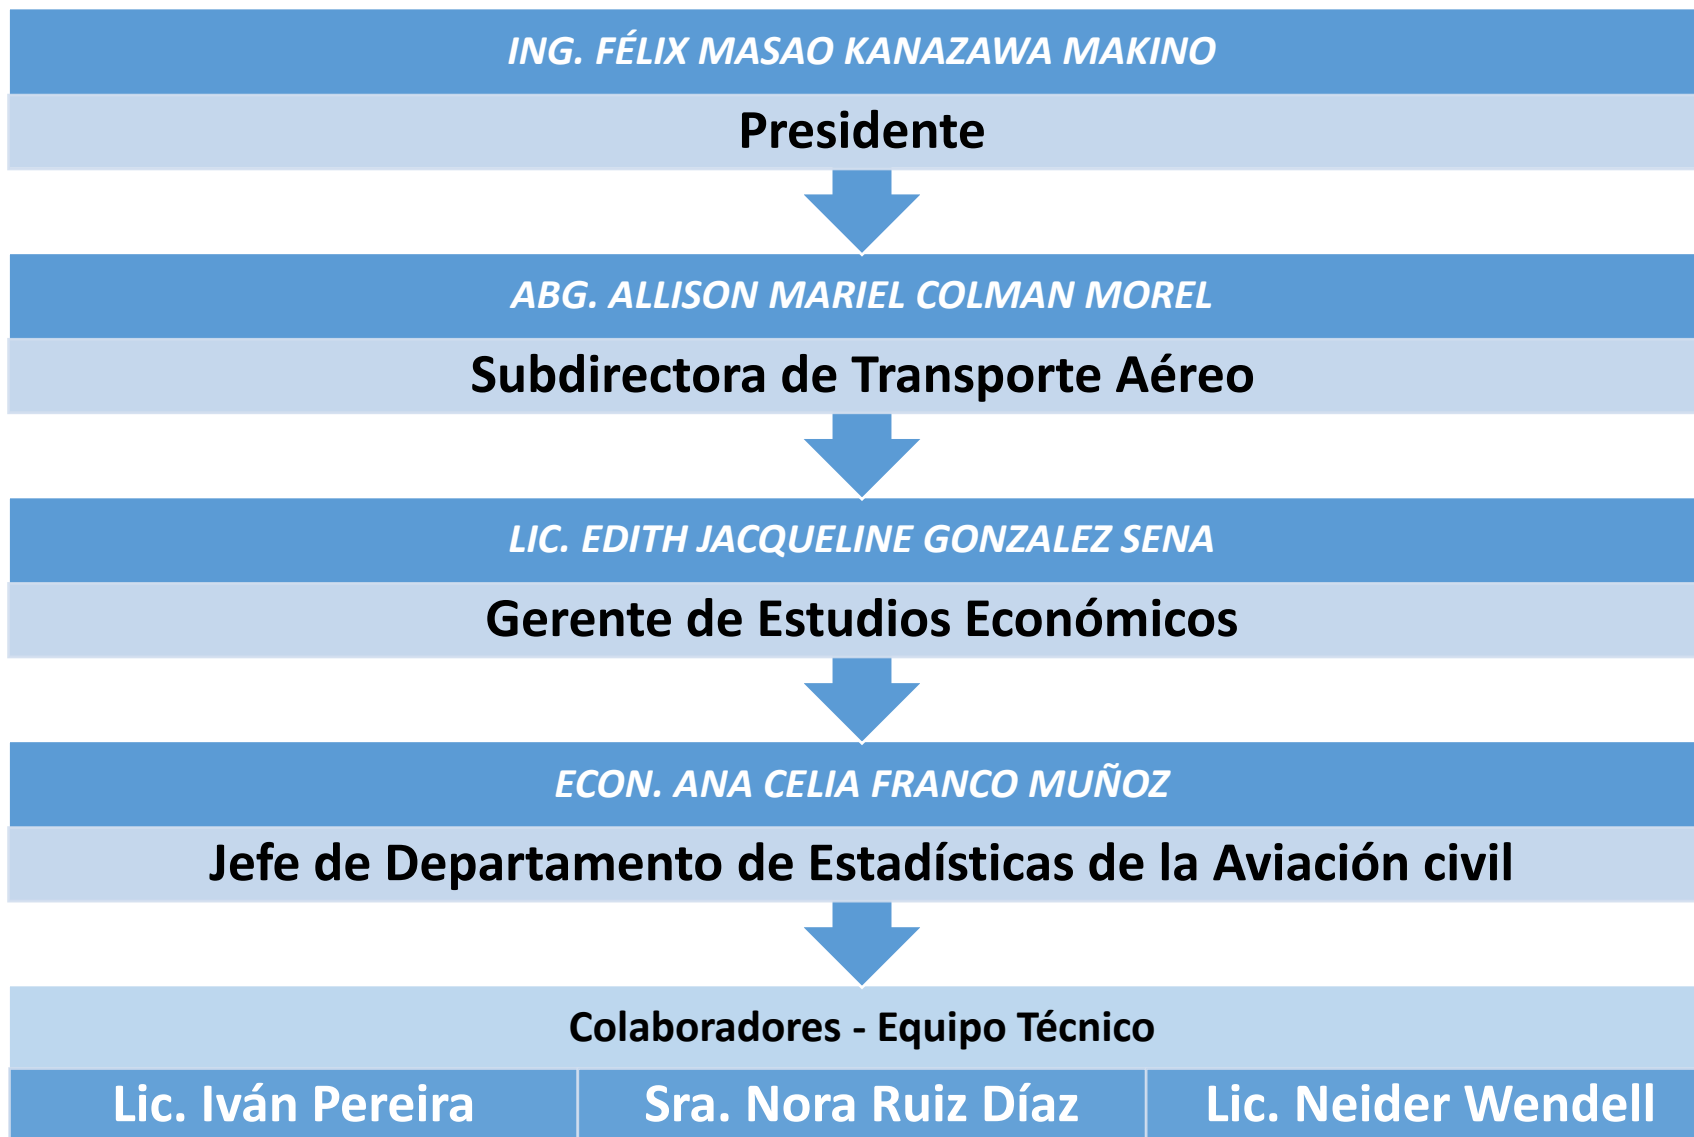 ING. FÉLIX MASAO KANAZAWA MAKINO
Presidente
ABG. ALLISON MARIEL COLMAN MOREL
Subdirectora de Transporte Aéreo
LIC. EDITH JACQUELINE GONZALEZ SENA
Gerente de Estudios Económicos
ECON. ANA CELIA FRANCO MUÑOZ
Jefe de Departamento de Estadísticas de la Aviación civil
Colaboradores - Equipo Técnico
Lic. Iván Pereira
Sra. Nora Ruiz Díaz
Lic. Neider Wendell